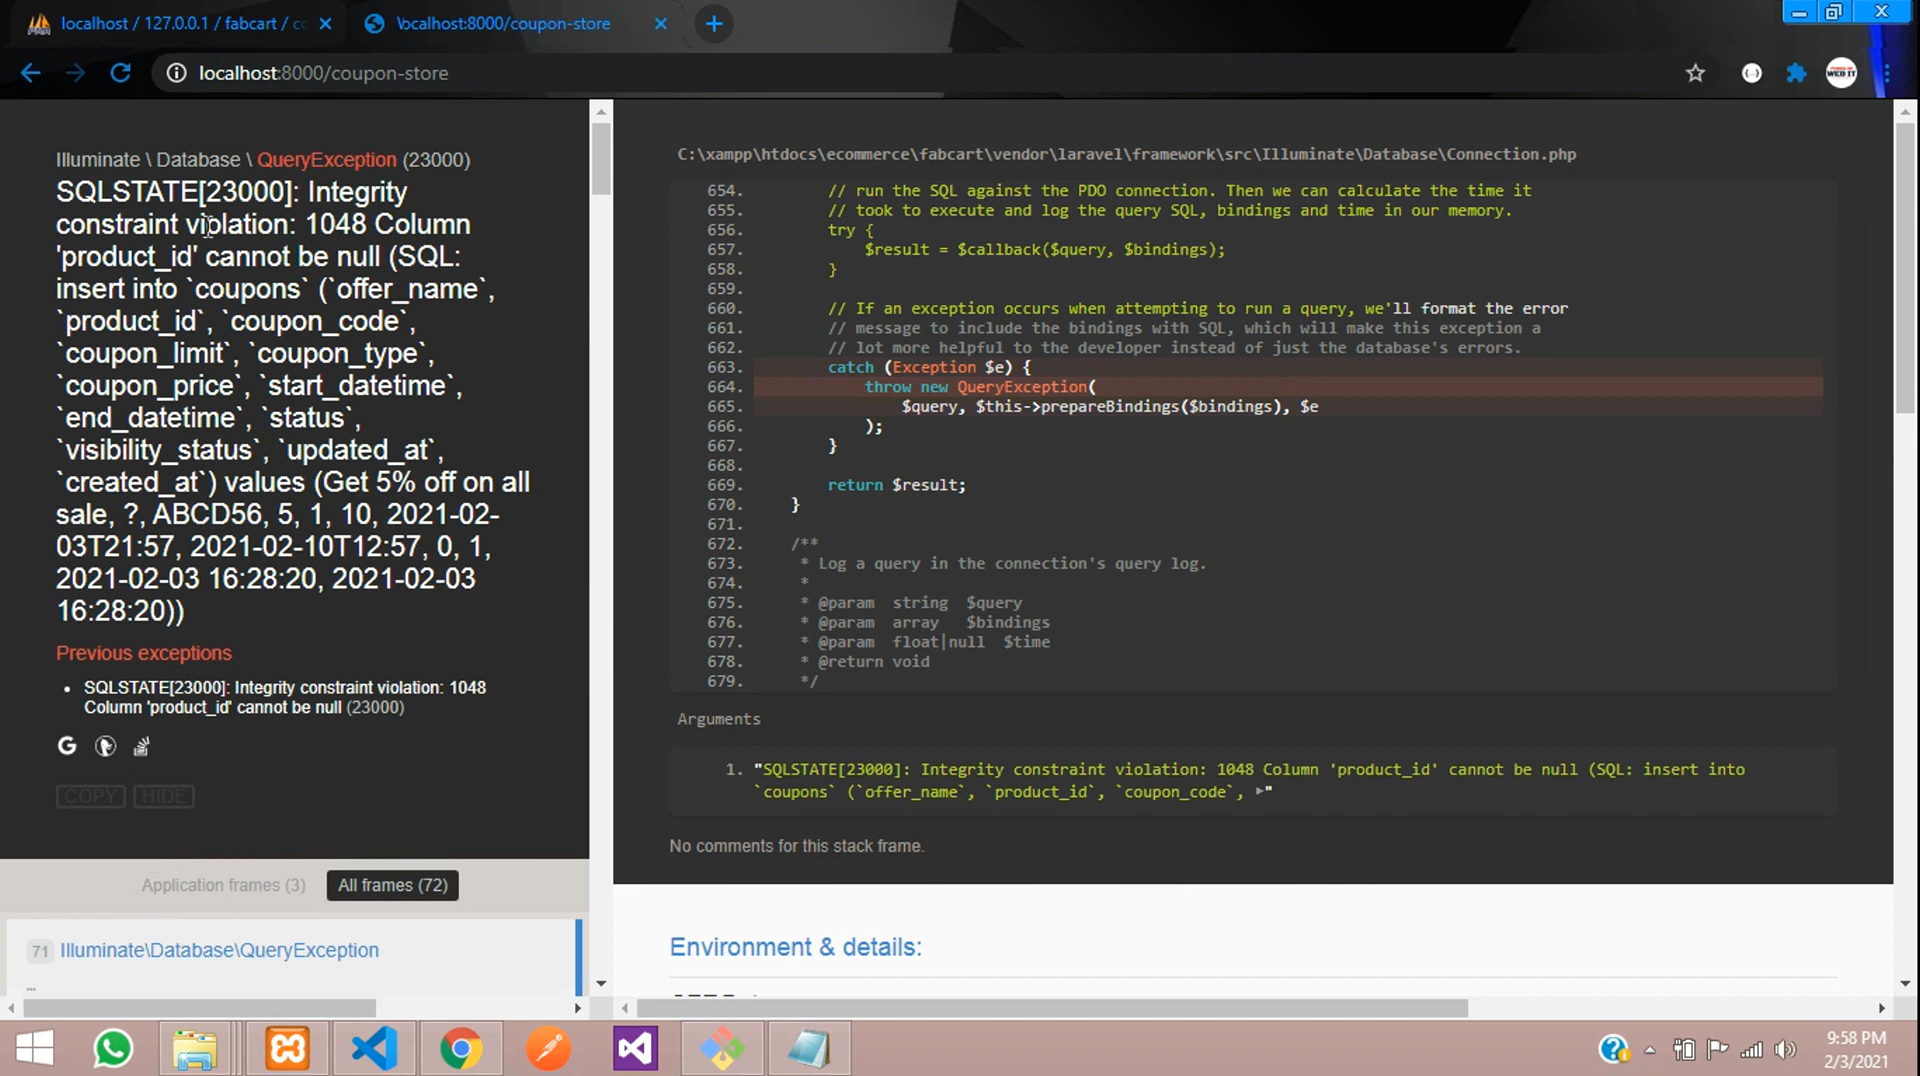 localhost / 127.0.0.1 / fabcart / cc
localhost:8000/coupon-store
localhost:8000/coupon-store
WEB IT
Illuminate \ Database \ QueryException (23000)
SQLSTATE[23000]: Integrity
constraint violation: 1048 Column
'product_id' cannot be null (SQL:
insert into `coupons` (`offer_name`,
`product_id`, `coupon_code`,
`coupon_limit`, `coupon_type`,
`coupon_price`, `start_datetime`,
`end_datetime`, `status`,
`visibility_status`, `updated_at`,
`created_at`) values (Get 5% off on all
sale, ?, ABCD56, 5, 1, 10, 2021-02-
03T21:57, 2021-02-10T12:57, 0, 1,
2021-02-03 16:28:20, 2021-02-03
16:28:20))
Previous exceptions
• SQLSTATE[23000]: Integrity constraint violation: 1048
Column 'product_id' cannot be null (23000)
COPY HIDE
Application frames (3) All frames (72)
71 Illuminate\Database\QueryException
…
C:\xampp\htdocs\ecommerce\fabcart\vendor\laravel\framework\src\Illuminate\Database\Connection.php
654. // run the SQL against the PDO connection. Then we can calculate the time it
655. // took to execute and log the query SQL, bindings and time in our memory.
656. try {
657. $result = $callback($query, $bindings);
658. }
659.
660. // If an exception occurs when attempting to run a query, we'll format the error
661. // message to include the bindings with SQL, which will make this exception a
662. // lot more helpful to the developer instead of just the database's errors.
663. catch (Exception $e) {
664. throw new QueryException(
665. $query, $this->prepareBindings($bindings), $e
666. );
667. }
668.
669. return $result;
670. }
671.
672. /**
673. * Log a query in the connection's query log.
674. *
675. * @param string $query
676. * @param array $bindings
677. * @param float|null $time
678. * @return void
679. */
Arguments
1. "SQLSTATE[23000]: Integrity constraint violation: 1048 Column 'product_id' cannot be null (SQL: insert into
`coupons` (`offer_name`, `product_id`, `coupon_code`, ▸"
No comments for this stack frame.
Environment & details:
9:58 PM
2/3/2021